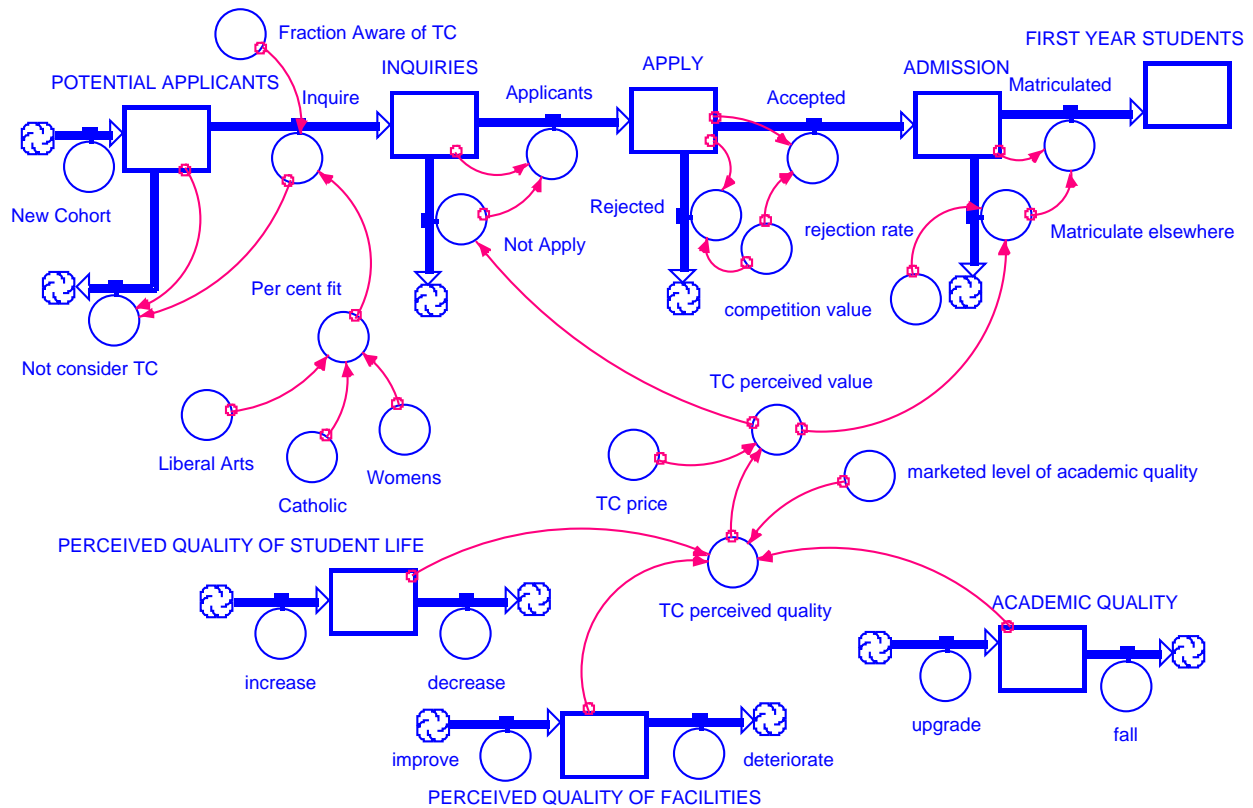 Fraction Aware of TC
FIRST YEAR STUDENTS
POTENTIAL APPLICANTS
INQUIRIES
APPLY
ADMISSION
Inquire
Applicants
Accepted
Matriculated
New Cohort
Not Apply
Rejected
rejection rate
Matriculate elsewhere
Per cent fit
competition value
Not consider TC
TC perceived value
Liberal Arts
Womens
Catholic
TC price
marketed level of academic quality
PERCEIVED QUALITY OF STUDENT LIFE
TC perceived quality
ACADEMIC QUALITY
increase
decrease
upgrade
fall
improve
deteriorate
PERCEIVED QUALITY OF FACILITIES